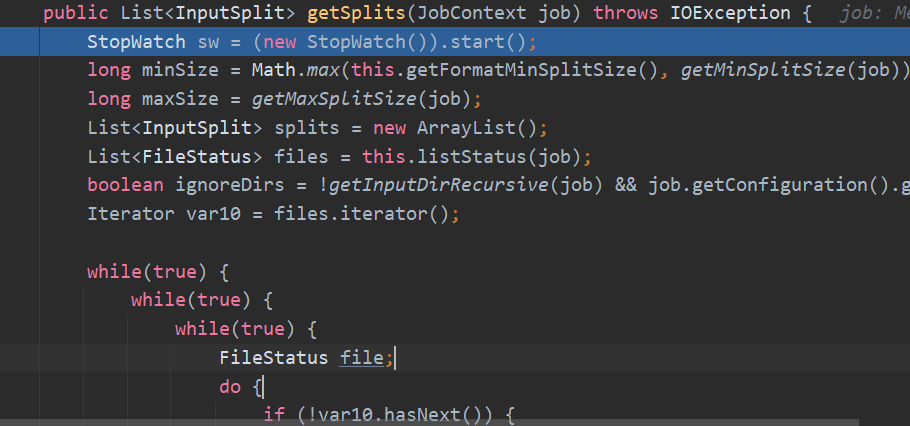 public List<InputSplit> getSplits(JobContext job) throws IOException {   job:
StopWatch sw = (new StopWatch()).start();
long minSize = Math.max(this.getFormatMinSplitSize(), getMinSplitSize(job))
long maxSize = getMaxSplitSize(job);
List<InputSplit> splits = new ArrayList();
List<FileStatus> files = this.listStatus(job);
boolean ignoreDirs = !getInputDirRecursive(job) && job.getConfiguration().g
Iterator var10 = files.iterator();
while(true) {
while(true) {
while(true) {
FileStatus file;
do {
if (!var10.hasNext()) {